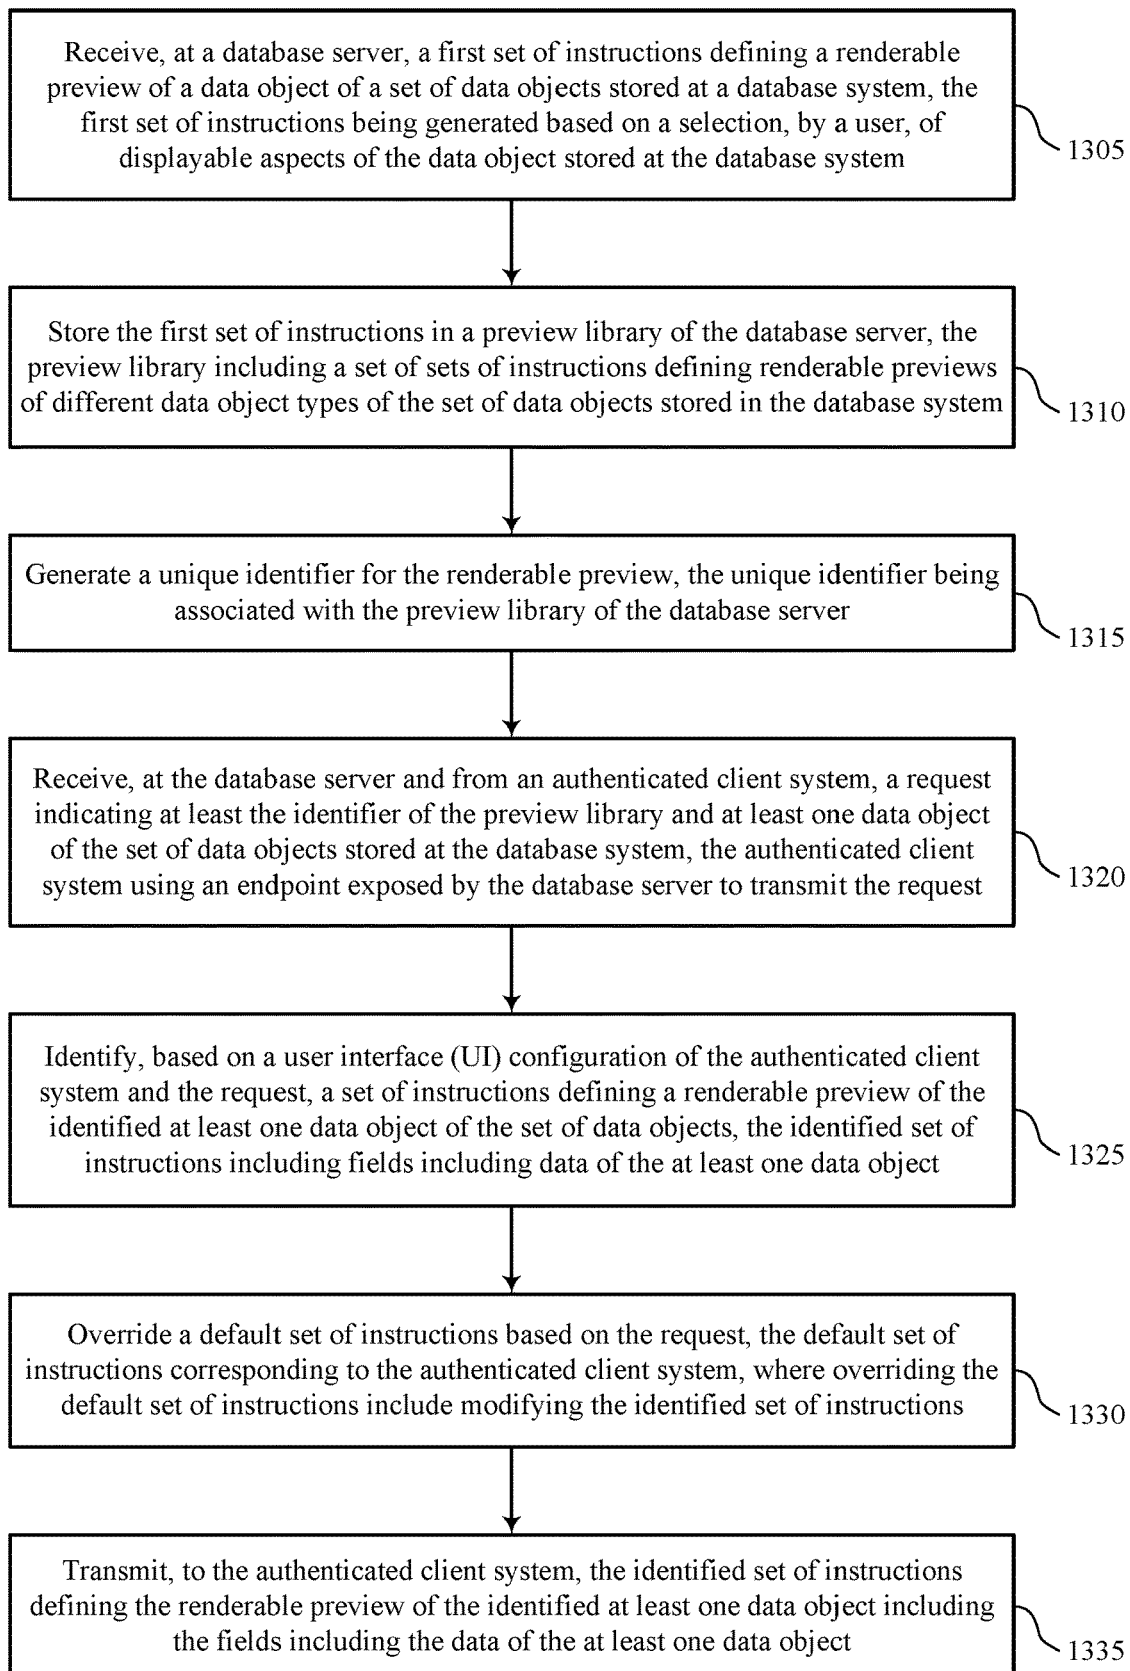 Receive, at a database server, a first set of instructions defining a renderable
preview of a data object of a set of data objects stored at a database system, the
first set of instructions being generated based on a selection, by a user, of
displayable aspects of the data object stored at the database system
1305
Store the first set of instructions in a preview library of the database server, the
preview library including a set of sets of instructions defining renderable previews
of different data object types of the set of data objects stored in the database system
1310
Generate a unique identifier for the renderable preview, the unique identifier being
associated with the preview library of the database server
1315
Receive, at the database server and from an authenticated client system, a request
indicating at least the identifier of the preview library and at least one data object
of the set of data objects stored at the database system, the authenticated client
system using an endpoint exposed by the database server to transmit the request
1320
Identify, based on a user interface (UI) configuration of the authenticated client
system and the request, a set of instructions defining a renderable preview of the
identified at least one data object of the set of data objects, the identified set of
instructions including fields including data of the at least one data object
1325
Override a default set of instructions based on the request, the default set of
instructions corresponding to the authenticated client system, where overriding the
default set of instructions include modifying the identified set of instructions
1330
Transmit, to the authenticated client system, the identified set of instructions
defining the renderable preview of the identified at least one data object including
the fields including the data of the at least one data object
1335